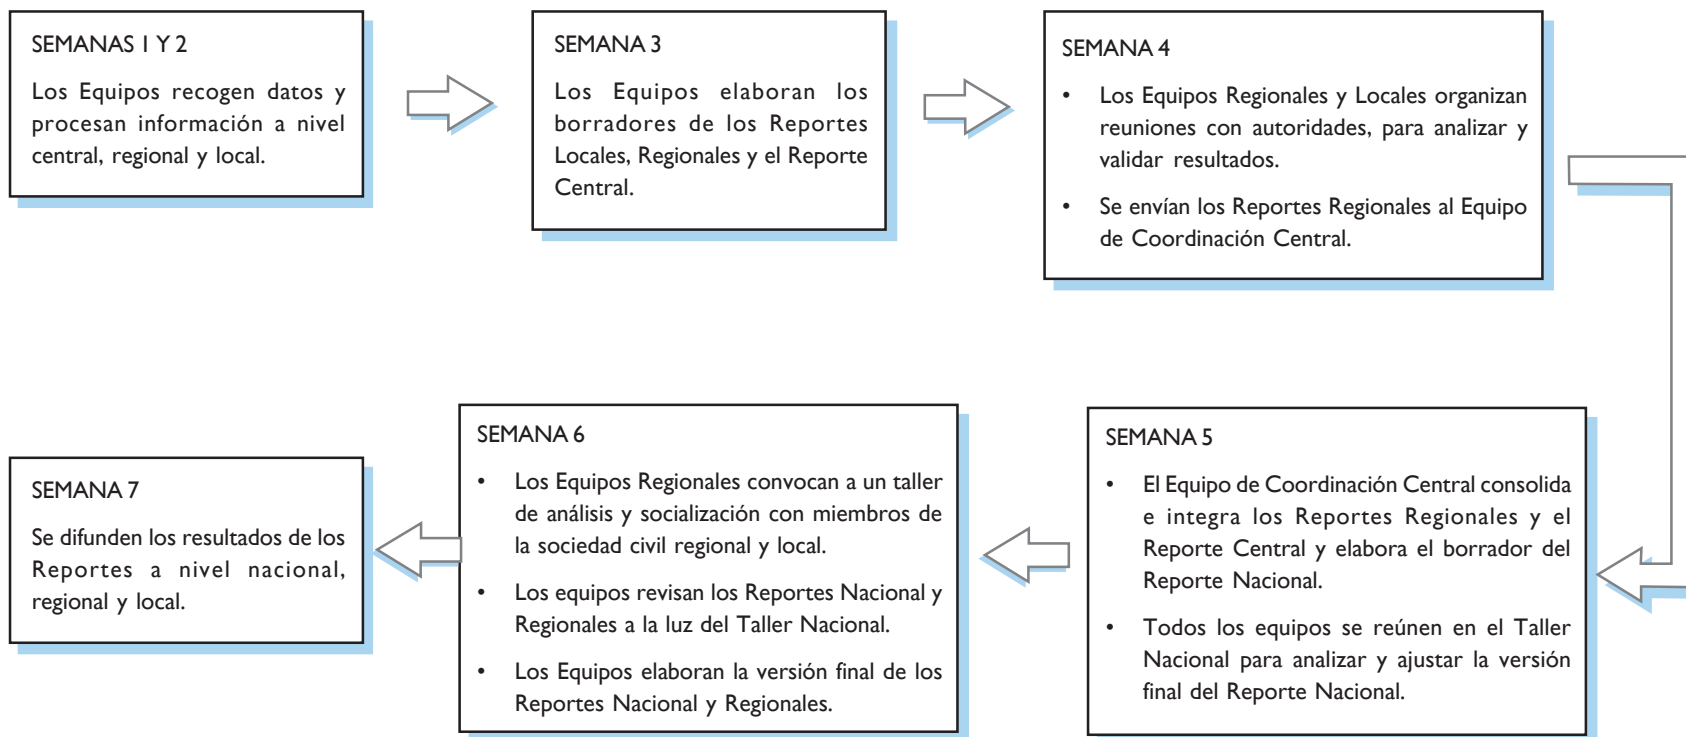 SEMANAS 1 Y 2
Los Equipos recogen datos y
procesan información a nivel
central, regional y local.
SEMANA 3
Los Equipos elaboran los
borradores de los Reportes
Locales, Regionales y el Reporte
Central.
SEMANA 4
• Los Equipos Regionales y Locales organizan
reuniones con autoridades, para analizar y
validar resultados.
• Se envían los Reportes Regionales al Equipo
de Coordinación Central.
SEMANA 5
• El Equipo de Coordinación Central consolida
e integra los Reportes Regionales y el
Reporte Central y elabora el borrador del
Reporte Nacional.
• Todos los equipos se reúnen en el Taller
Nacional para analizar y ajustar la versión
final del Reporte Nacional.
SEMANA 6
• Los Equipos Regionales convocan a un taller
de análisis y socialización con miembros de
la sociedad civil regional y local.
• Los equipos revisan los Reportes Nacional y
Regionales a la luz del Taller Nacional.
• Los Equipos elaboran la versión final de los
Reportes Nacional y Regionales.
SEMANA 7
Se difunden los resultados de los
Reportes a nivel nacional,
regional y local.